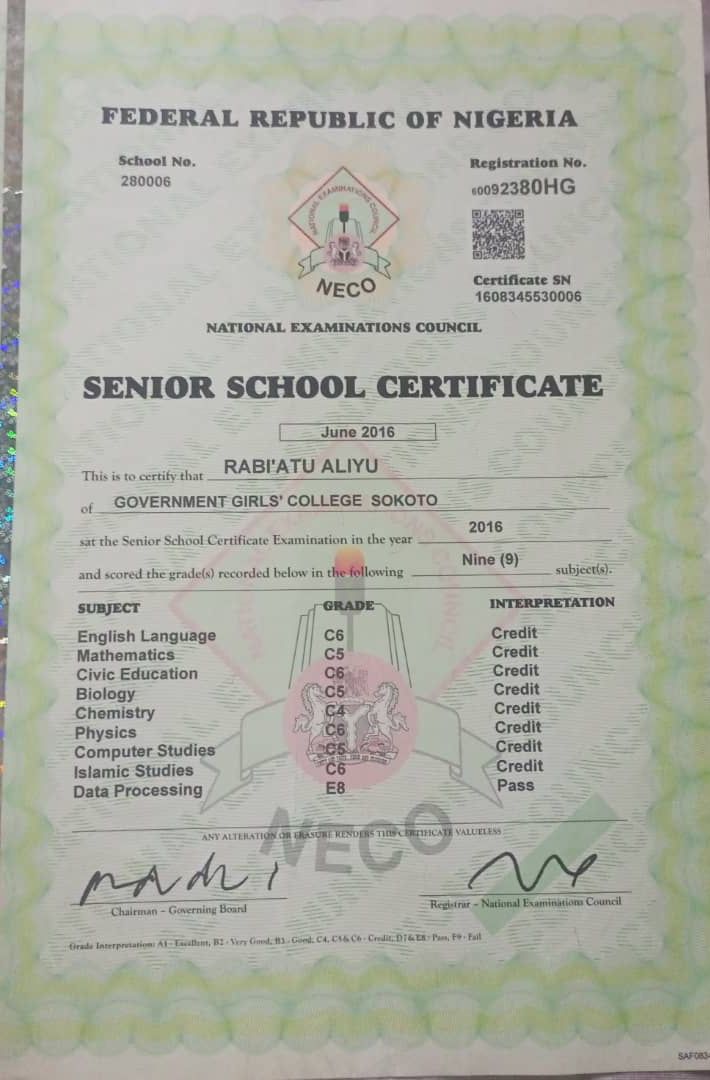 FEDERAL REPUBLIC OF NIGERIA
School No.
280006
Registration No.
60092380HG
NATIONAL EXAMINATIONS COUNCIL
NECO
Certificate SN
1608345530006
NATIONAL EXAMINATIONS COUNCIL
SENIOR SCHOOL CERTIFICATE
June 2016
This is to certify that RABI'ATU ALIYU
of GOVERNMENT GIRLS' COLLEGE SOKOTO
sat the Senior School Certificate Examination in the year 2016
and scored the grade(s) recorded below in the following Nine (9) subject(s).
SUBJECT GRADE INTERPRETATION
English Language C6 Credit
Mathematics C5 Credit
Civic Education C6 Credit
Biology C5 Credit
Chemistry C4 Credit
Physics C6 Credit
Computer Studies C5 Credit
Islamic Studies C6 Credit
Data Processing E8 Pass
NECO
ANY ALTERATION OR ERASURE RENDERS THIS CERTIFICATE VALUELESS
Chairman - Governing Board
Registrar - National Examinations Council
Grade Interpretation: A1 - Excellent, B2 - Very Good, B3 - Good, C4, C5 & C6 - Credit, D7 & E8 - Pass, F9 - Fail